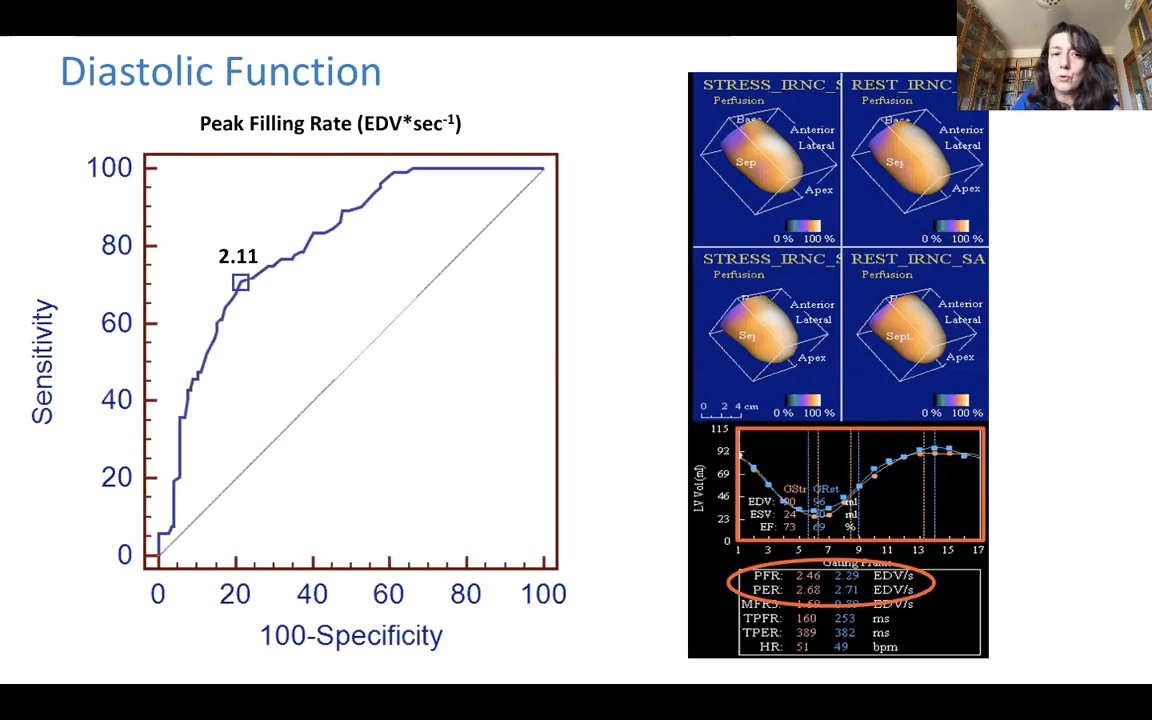 Diastolic Function
Peak Filling Rate (EDV*sec-1)
100
80
60
40
20
0
2.11
Sensitivity
0 20 40 60 80 100
100-Specificity
STRESS_IRNC_S
Perfusion
Anterior
Lateral
Sep
Apex
0 % 100 %
REST_IRNC_
Perfusion
Anterior
Lateral
Sep
Apex
0 % 100 %
STRESS_IRNC_S
Perfusion
Anterior
Lateral
Sep
Apex
0 2 4 cm
0 % 100 %
REST_IRNC_SA
Perfusion
Anterior
Lateral
Sept.
Apex
0 % 100 %
115
92
69
46
23
0
LV Vol (ml)
GStr GRst
EDV: 90 96 ml
ESV: 24 ml
EF: 73 69 %
1 3 5 7 9 11 13 15 17
Gating Frame
PFR: 2.46 2.29 EDV/s
PER: 2.68 2.71 EDV/s
EDV/s
TPFR: 160 253 ms
TPER: 389 382 ms
HR: 51 49 bpm